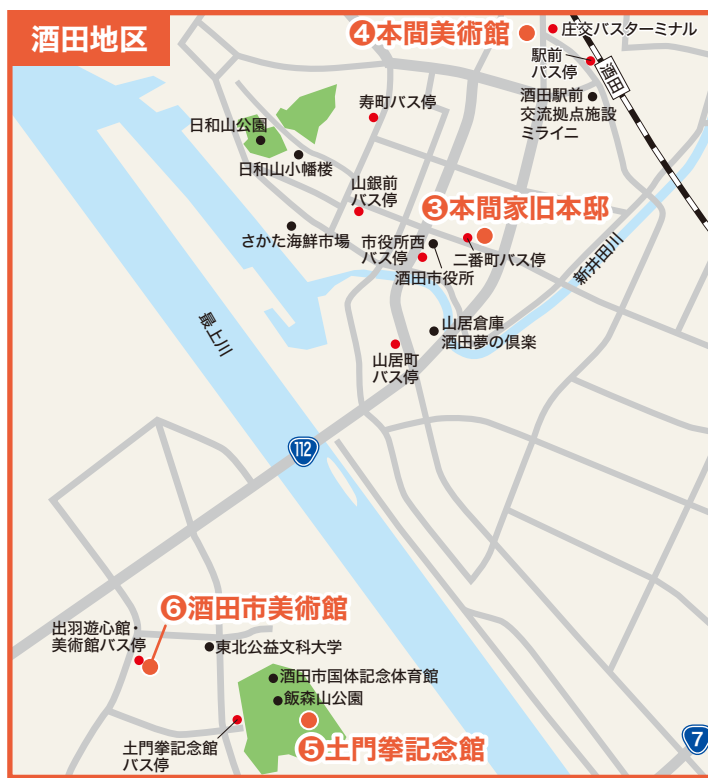 酒田地区
❹本間美術館
庄交バスターミナル
駅前
バス停
酒田
酒田駅前
交流拠点施設
ミライニ
寿町バス停
日和山公園
日和山小幡楼
山銀前
バス停
❸本間家旧本邸
さかた海鮮市場
市役所西
バス停
二番町バス停
酒田市役所
新井田川
最上川
山居倉庫
酒田夢の倶楽
山居町
バス停
112
❻酒田市美術館
出羽遊心館・
美術館バス停
東北公益文科大学
酒田市国体記念体育館
飯森山公園
❺土門拳記念館
土門拳記念館
バス停
7